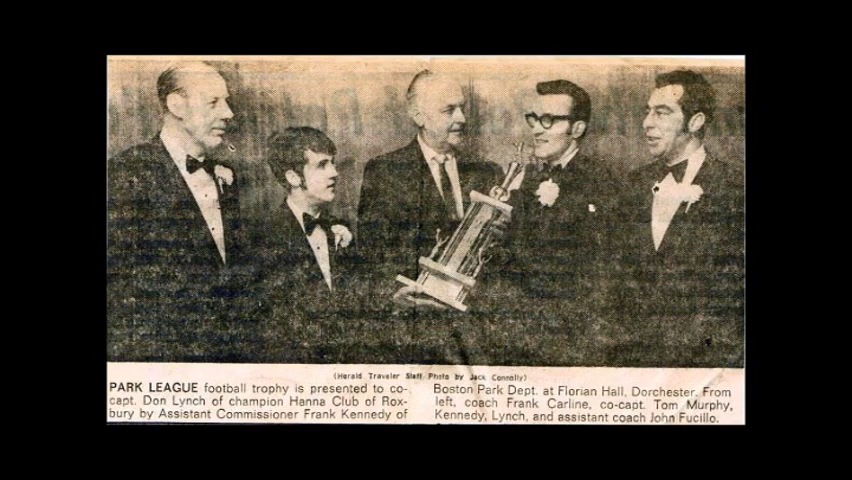 (Herald Traveler Staff Photo by Jack Connolly)
PARK LEAGUE football trophy is presented to co-
capt. Don Lynch of champion Hanna Club of Rox-
bury by Assistant Commissioner Frank Kennedy of
Boston Park Dept. at Florian Hall, Dorchester. From
left, coach Frank Carline, co-capt. Tom Murphy,
Kennedy, Lynch, and assistant coach John Fucillo.